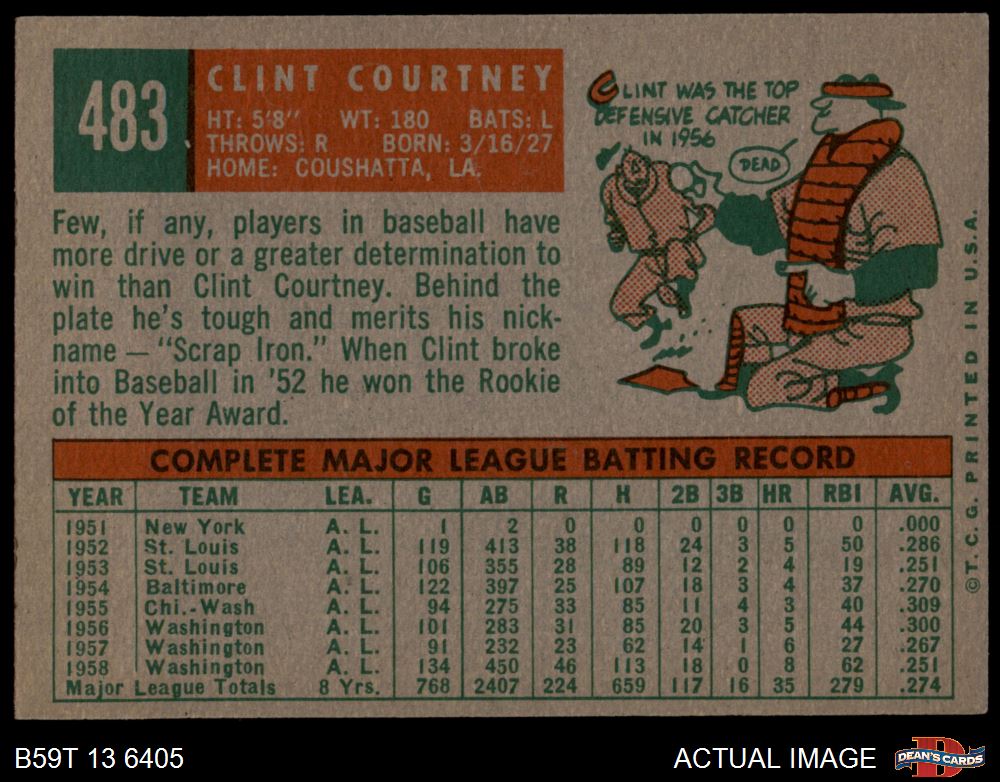 483
CLINT COURTNEY
HT: 5'8" WT: 180 BATS: L
THROWS: R BORN: 3/16/27
HOME: COUSHATTA, LA.
Few, if any, players in baseball have
more drive or a greater determination to
win than Clint Courtney. Behind the
plate he's tough and merits his nick-
name — "Scrap Iron." When Clint broke
into Baseball in '52 he won the Rookie
of the Year Award.
CLINT WAS THE TOP
DEFENSIVE CATCHER
IN 1956
DEAD
COMPLETE MAJOR LEAGUE BATTING RECORD
YEAR TEAM LEA. G AB R H 2B 3B HR RBI AVG.
1951 New York A. L. 1 2 0 0 0 0 0 0 .000
1952 St. Louis A. L. 119 413 38 118 24 3 5 50 .286
1953 St. Louis A. L. 106 355 28 89 12 2 4 19 .251
1954 Baltimore A. L. 122 397 25 107 18 3 4 37 .270
1955 Chi.-Wash A. L. 94 275 33 85 11 4 3 40 .309
1956 Washington A. L. 101 283 31 85 20 3 5 44 .300
1957 Washington A. L. 91 232 23 62 14 1 6 27 .267
1958 Washington A. L. 134 450 46 113 18 0 8 62 .251
Major League Totals 8 Yrs. 768 2407 224 659 117 16 35 279 .274
©T. C. G. PRINTED IN U.S.A.
B59T 13 6405
ACTUAL IMAGE
D
DEAN'S CARDS